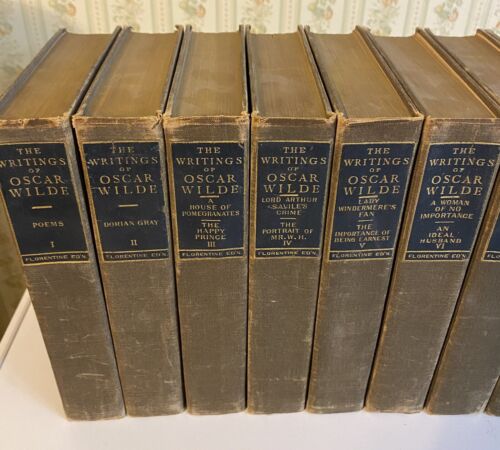 THE
WRITINGS
OF
OSCAR
WILDE
POEMS
I
FLORENTINE ED'N.
THE
WRITINGS
OF
OSCAR
WILDE
DORIAN GRAY
II
FLORENTINE ED'N.
THE
WRITINGS
OF
OSCAR
WILDE
A
HOUSE OF
POMEGRANATES
THE
HAPPY
PRINCE
III
FLORENTINE ED'N.
THE
WRITINGS
OF
OSCAR
WILDE
LORD ARTHUR
SAVILE'S
CRIME
THE
PORTRAIT OF
MR. W. H.
IV
FLORENTINE ED'N.
THE
WRITINGS
OF
OSCAR
WILDE
LADY
WINDERMERE'S
FAN
THE
IMPORTANCE OF
BEING EARNEST
V
FLORENTINE ED'N.
THE
WRITINGS
OF
OSCAR
WILDE
A WOMAN
OF NO
IMPORTANCE
AN
IDEAL
HUSBAND
VI
FLORENTINE ED'N.